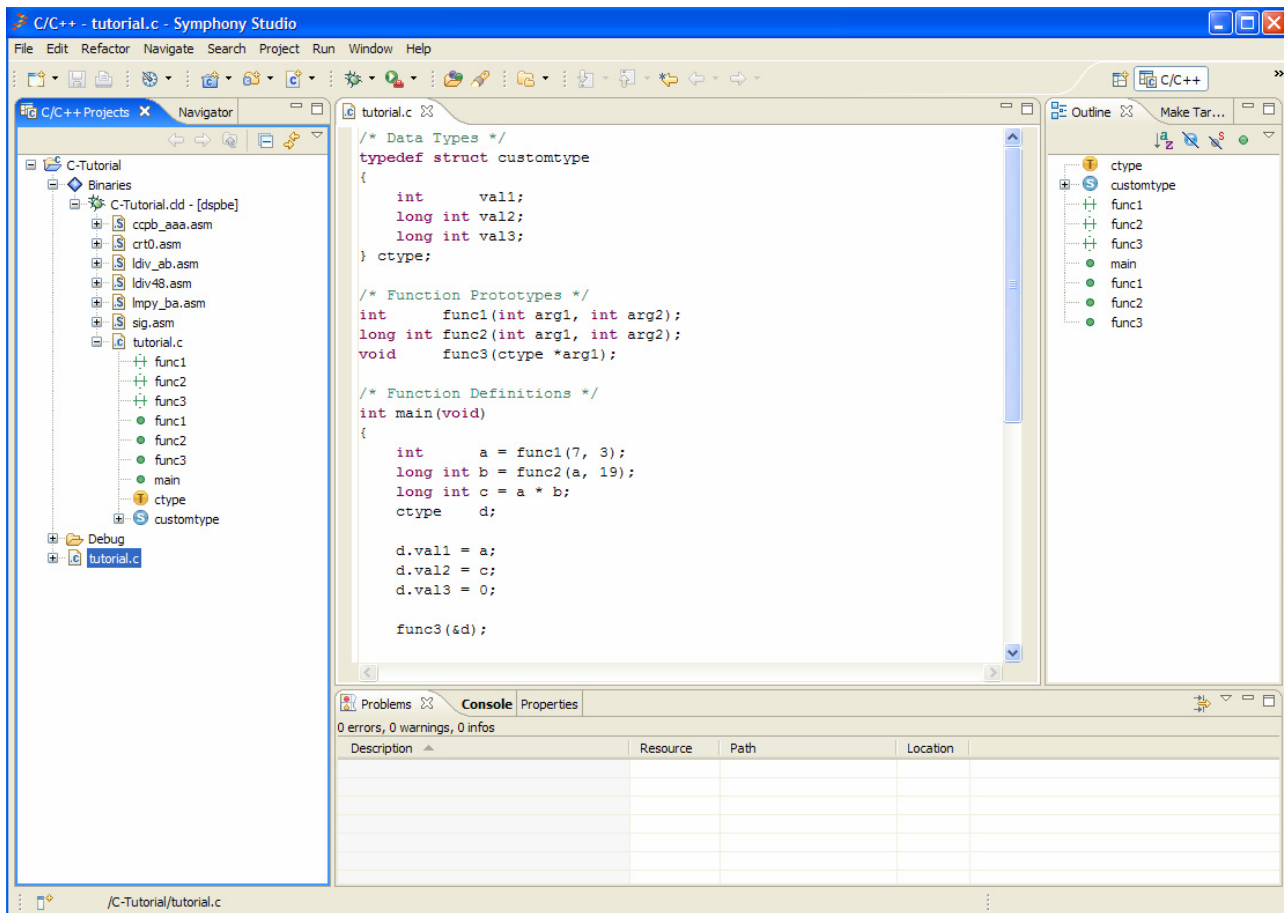 C/C++ - tutorial.c - Symphony Studio
File Edit Refactor Navigate Search Project Run Window Help
C/C++
C/C++ Projects Navigator
C-Tutorial
Binaries
C-Tutorial.cld - [dspbe]
ccpb_aaa.asm
crt0.asm
ldiv_ab.asm
ldiv48.asm
lmpy_ba.asm
sig.asm
tutorial.c
func1
func2
func3
func1
func2
func3
main
ctype
customtype
Debug
tutorial.c
tutorial.c
/* Data Types */
typedef struct customtype
{
int val1;
long int val2;
long int val3;
} ctype;
/* Function Prototypes */
int func1(int arg1, int arg2);
long int func2(int arg1, int arg2);
void func3(ctype *arg1);
/* Function Definitions */
int main(void)
{
int a = func1(7, 3);
long int b = func2(a, 19);
long int c = a * b;
ctype d;
d.val1 = a;
d.val2 = c;
d.val3 = 0;
func3(&d);
Outline Make Tar...
ctype
customtype
func1
func2
func3
main
func1
func2
func3
Problems Console Properties
0 errors, 0 warnings, 0 infos
Description Resource Path Location
/C-Tutorial/tutorial.c